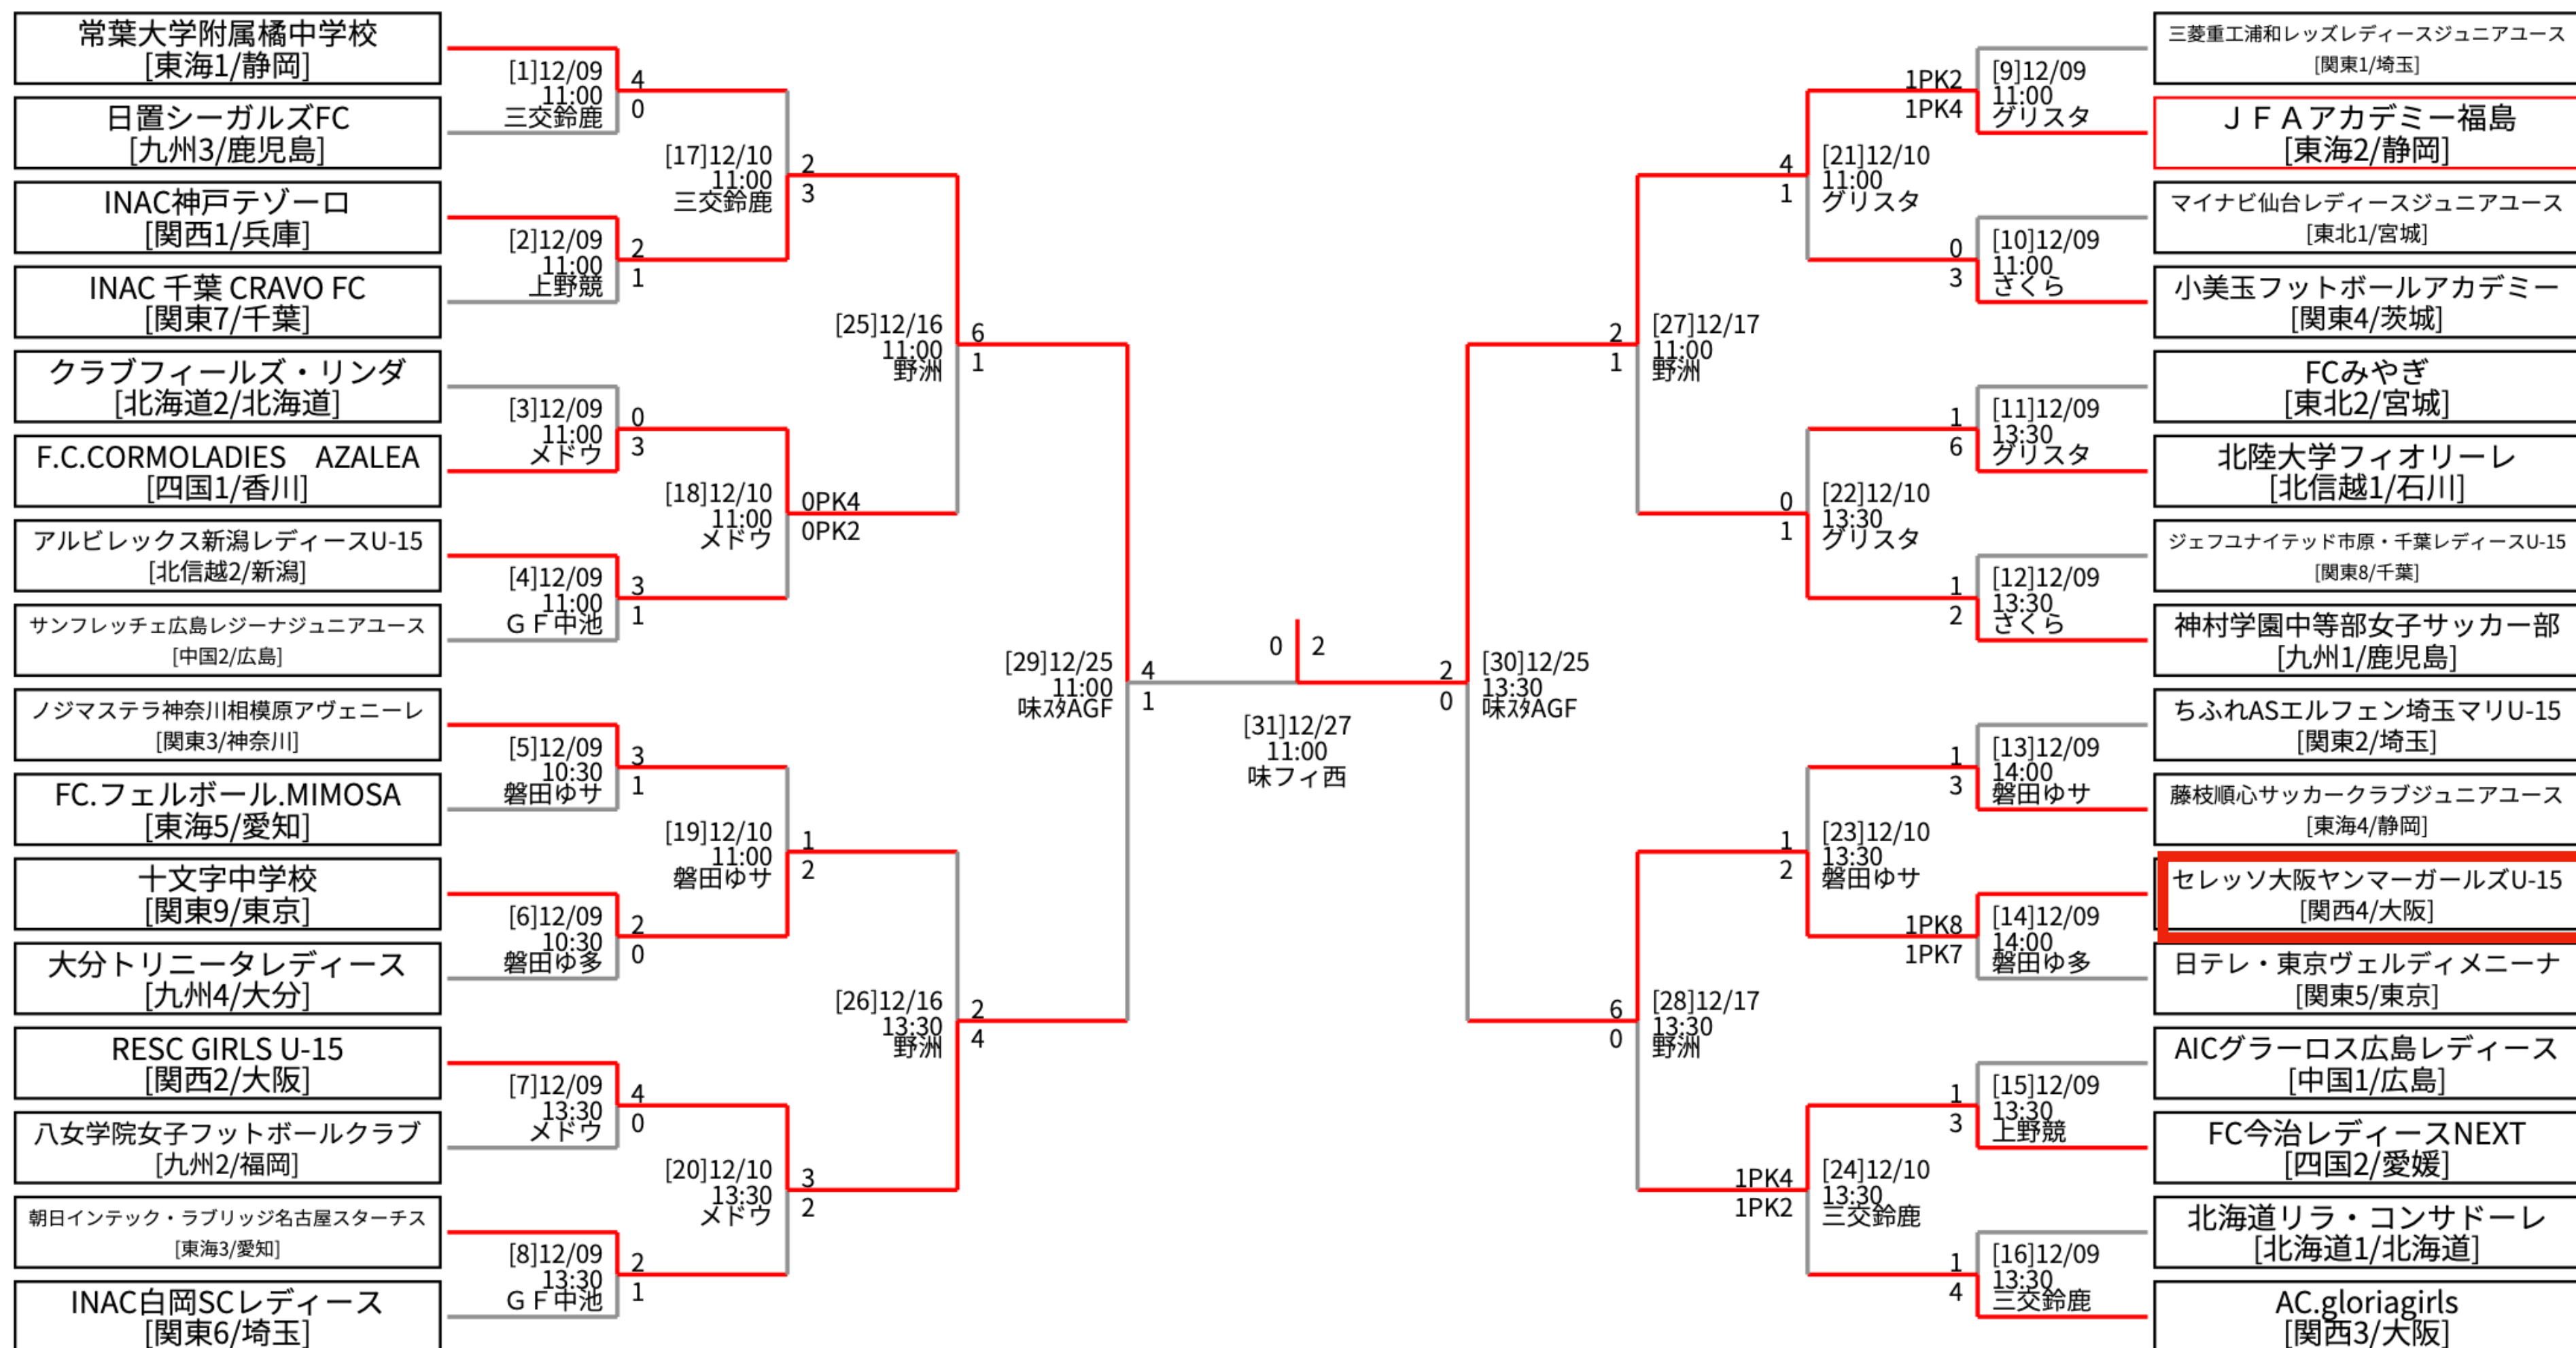 常葉大学附属橘中学校
[東海1/静岡]
日置シーガルズFC
[九州3/鹿児島]
INAC神戸テゾーロ
[関西1/兵庫]
INAC 千葉 CRAVO FC
[関東7/千葉]
クラブフィールズ・リンダ
[北海道2/北海道]
F.C.CORMOLADIES　AZALEA
[四国1/香川]
アルビレックス新潟レディースU-15
[北信越2/新潟]
サンフレッチェ広島レジーナジュニアユース
[中国2/広島]
ノジマステラ神奈川相模原アヴェニーレ
[関東3/神奈川]
FC.フェルボール.MIMOSA
[東海5/愛知]
十文字中学校
[関東9/東京]
大分トリニータレディース
[九州4/大分]
RESC GIRLS U-15
[関西2/大阪]
八女学院女子フットボールクラブ
[九州2/福岡]
朝日インテック・ラブリッジ名古屋スターチス
[東海3/愛知]
INAC白岡SCレディース
[関東6/埼玉]
[1]12/09
11:00
三交鈴鹿
4
0
[2]12/09
11:00
上野競
2
1
[3]12/09
11:00
メドウ
0
3
[4]12/09
11:00
ＧＦ中池
3
1
[5]12/09
10:30
磐田ゆサ
3
1
[6]12/09
10:30
磐田ゆ多
2
0
[7]12/09
13:30
メドウ
4
0
[8]12/09
13:30
ＧＦ中池
2
1
[17]12/10
11:00
三交鈴鹿
2
3
[18]12/10
11:00
メドウ
0PK4
0PK2
[19]12/10
11:00
磐田ゆサ
1
2
[20]12/10
13:30
メドウ
3
2
[25]12/16
11:00
野洲
6
1
[26]12/16
13:30
野洲
2
4
[29]12/25
11:00
味ｽﾀAGF
4
1
0
2
[31]12/27
11:00
味フィ西
2
0
[30]12/25
13:30
味ｽﾀAGF
2
1
[27]12/17
11:00
野洲
6
0
[28]12/17
13:30
野洲
4
1
[21]12/10
11:00
グリスタ
0
1
[22]12/10
13:30
グリスタ
1
2
[23]12/10
13:30
磐田ゆサ
1PK4
1PK2
[24]12/10
13:30
三交鈴鹿
1PK2
1PK4
[9]12/09
11:00
グリスタ
0
3
[10]12/09
11:00
さくら
1
6
[11]12/09
13:30
グリスタ
1
2
[12]12/09
13:30
さくら
1
3
[13]12/09
14:00
磐田ゆサ
1PK8
1PK7
[14]12/09
14:00
磐田ゆ多
1
3
[15]12/09
13:30
上野競
1
4
[16]12/09
13:30
三交鈴鹿
三菱重工浦和レッズレディースジュニアユース
[関東1/埼玉]
ＪＦＡアカデミー福島
[東海2/静岡]
マイナビ仙台レディースジュニアユース
[東北1/宮城]
小美玉フットボールアカデミー
[関東4/茨城]
FCみやぎ
[東北2/宮城]
北陸大学フィオリーレ
[北信越1/石川]
ジェフユナイテッド市原・千葉レディースU-15
[関東8/千葉]
神村学園中等部女子サッカー部
[九州1/鹿児島]
ちふれASエルフェン埼玉マリU-15
[関東2/埼玉]
藤枝順心サッカークラブジュニアユース
[東海4/静岡]
セレッソ大阪ヤンマーガールズU-15
[関西4/大阪]
日テレ・東京ヴェルディメニーナ
[関東5/東京]
AICグラーロス広島レディース
[中国1/広島]
FC今治レディースNEXT
[四国2/愛媛]
北海道リラ・コンサドーレ
[北海道1/北海道]
AC.gloriagirls
[関西3/大阪]